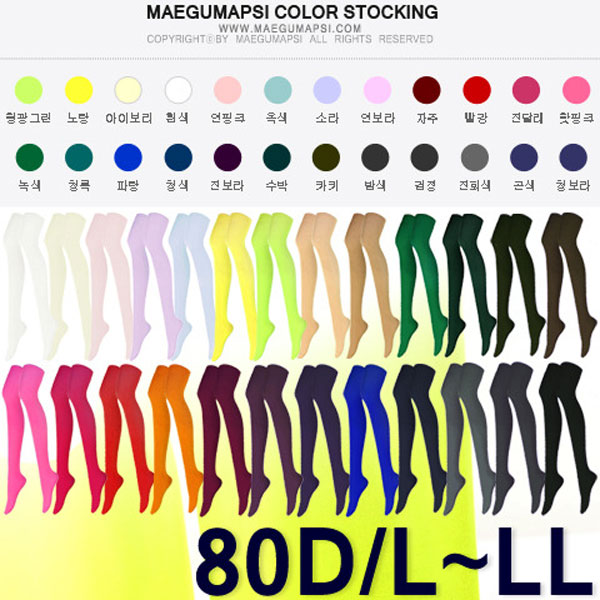 MAEGUMAPSI COLOR STOCKING
WWW.MAEGUMAPSI.COM
COPYRIGHTⓒBY MAEGUMAPSI ALL RIGHTS RESERVED
형광그린 노랑 아이보리 흰색 연핑크 옥색 소라 연보라 자주 빨강 진달래 핫핑크
녹색 청록 파랑 청색 진보라 수박 카키 밤색 검정 진회색 곤색 청보라
80D/L~LL